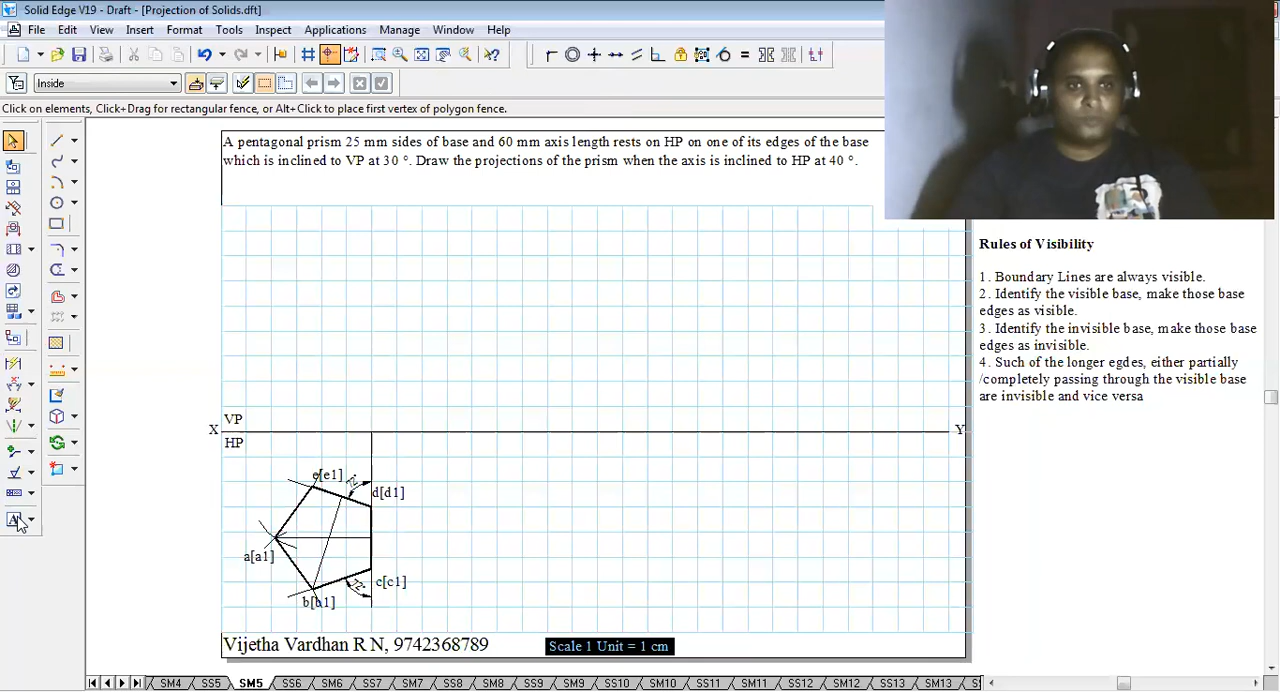 Solid Edge V19 - Draft - [Projection of Solids.dft]
File Edit View Insert Format Tools Inspect Applications Manage Window Help
Inside
Click on elements, Click+Drag for rectangular fence, or Alt+Click to place first vertex of polygon fence.
A pentagonal prism 25 mm sides of base and 60 mm axis length rests on HP on one of its edges of the base
which is inclined to VP at 30 °. Draw the projections of the prism when the axis is inclined to HP at 40 °.
Rules of Visibility
1. Boundary Lines are always visible.
2. Identify the visible base, make those base
edges as visible.
3. Identify the invisible base, make those base
edges as invisible.
4. Such of the longer egdes, either partially
/completely passing through the visible base
are invisible and vice versa
VP
X
Y
HP
e[e1]
72°
d[d1]
a[a1]
c[c1]
72°
b[b1]
Vijetha Vardhan R N, 9742368789
Scale 1 Unit = 1 cm
SM4 SS5 SM5 SS6 SM6 SS7 SM7 SS8 SM8 SS9 SM9 SS10 SM10 SS11 SM11 SS12 SM12 SS13 SM13